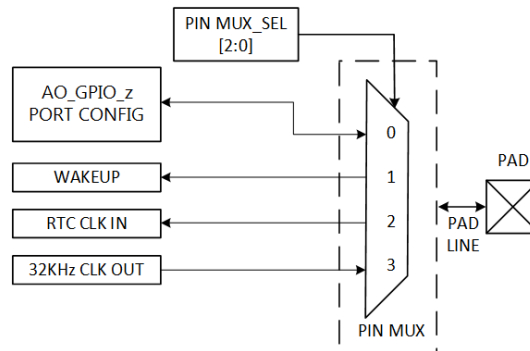 PIN MUX_SEL
[2:0]
AO_GPIO_z
PORT CONFIG
0
WAKEUP
1
RTC CLK IN
2
32KHz CLK OUT
3
PAD
PAD
LINE
PIN MUX